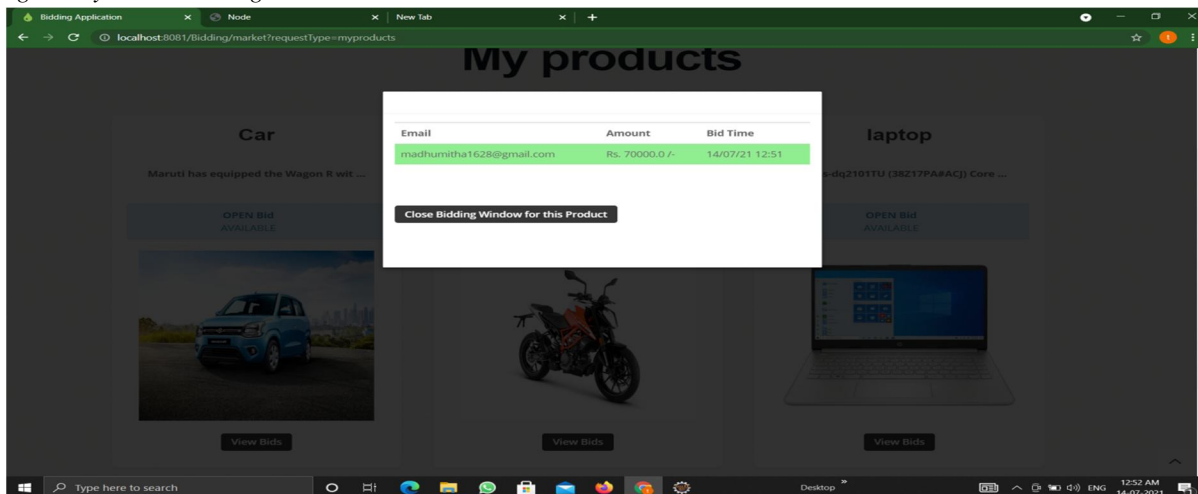 Bidding Application
Node
New Tab
localhost:8081/Bidding/market?requestType=myproducts
My products
Email Amount Bid Time
madhumitha1628@gmail.com Rs. 70000.0 /- 14/07/21 12:51
Close Bidding Window for this Product
Car
Maruti has equipped the Wagon R wit ...
OPEN Bid
AVAILABLE
View Bids
View Bids
laptop
s-dq2101TU (38Z17PA#ACJ) Core ...
OPEN Bid
AVAILABLE
View Bids
Type here to search
Desktop
ENG
12:52 AM
14-07-2021